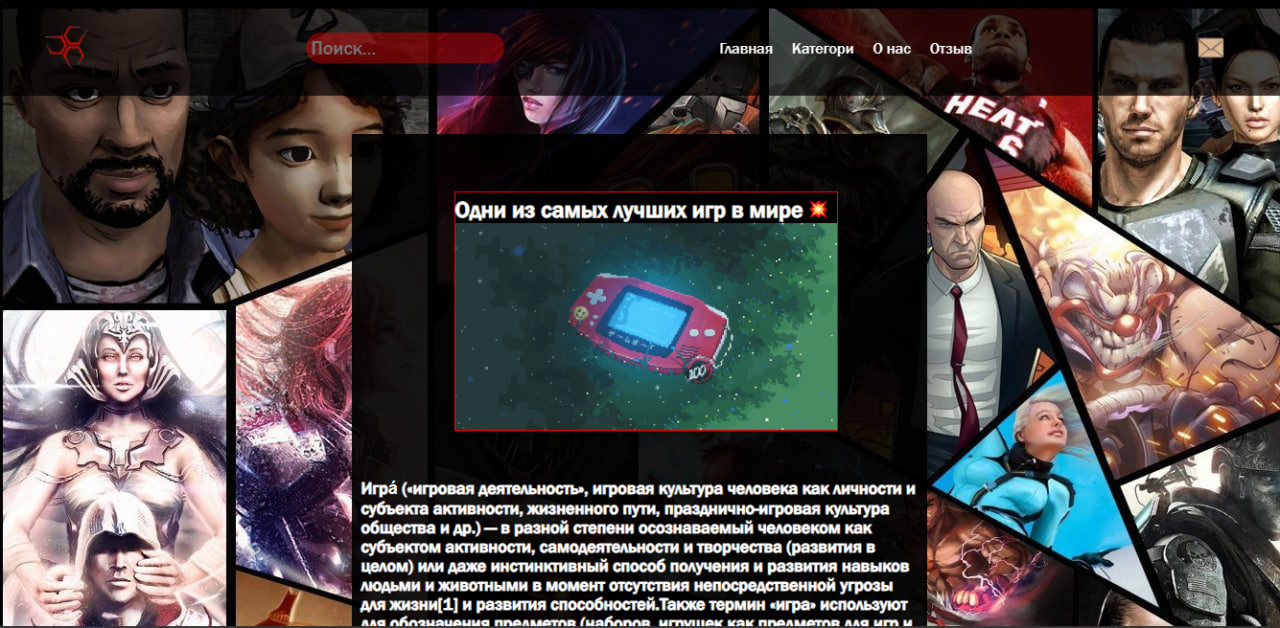 Поиск...
Главная Категори О нас Отзыв
HEAT
6
Одни из самых лучших игр в мире 💥
100
Игра́ («игровая деятельность», игровая культура человека как личности и
субъекта активности, жизненного пути, празднично-игровая культура
общества и др.) — в разной степени осознаваемый человеком как
субъектом активности, самодеятельности и творчества (развития в
целом) или даже инстинктивный способ получения и развития навыков
людьми и животными в момент отсутствия непосредственной угрозы
для жизни[1] и развития способностей.Также термин «игра» используют
для обозначения предметов (наборов, игрушек как предметов для игр и